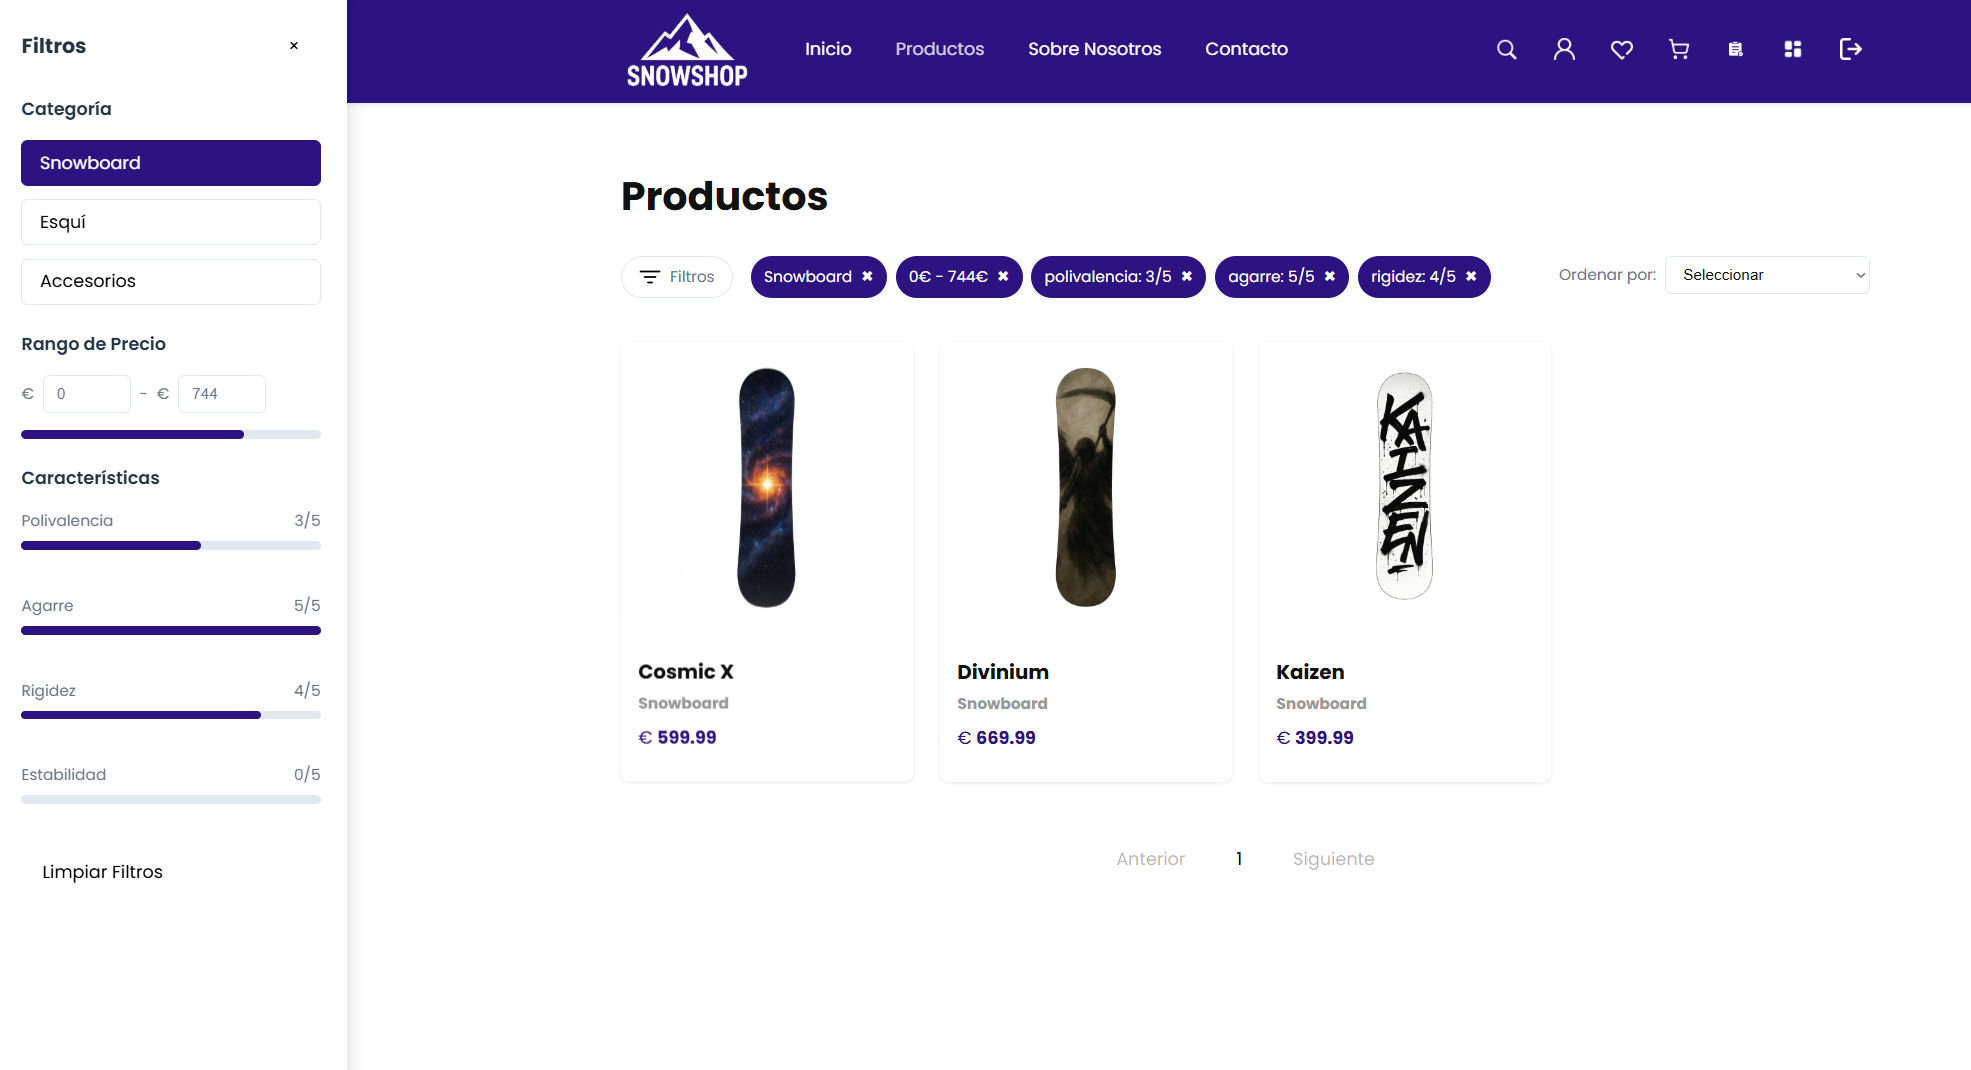 Filtros ×
Categoría
Snowboard
Esquí
Accesorios
Rango de Precio
€ 0 - € 744
Características
Polivalencia 3/5
Agarre 5/5
Rigidez 4/5
Estabilidad 0/5
Limpiar Filtros
SNOWSHOP
Inicio Productos Sobre Nosotros Contacto
Productos
Filtros Snowboard ✖ 0€ - 744€ ✖ polivalencia: 3/5 ✖ agarre: 5/5 ✖ rigidez: 4/5 ✖ Ordenar por: Seleccionar
KAIZEN
Cosmic X
Snowboard
€ 599.99
Divinium
Snowboard
€ 669.99
Kaizen
Snowboard
€ 399.99
Anterior 1 Siguiente